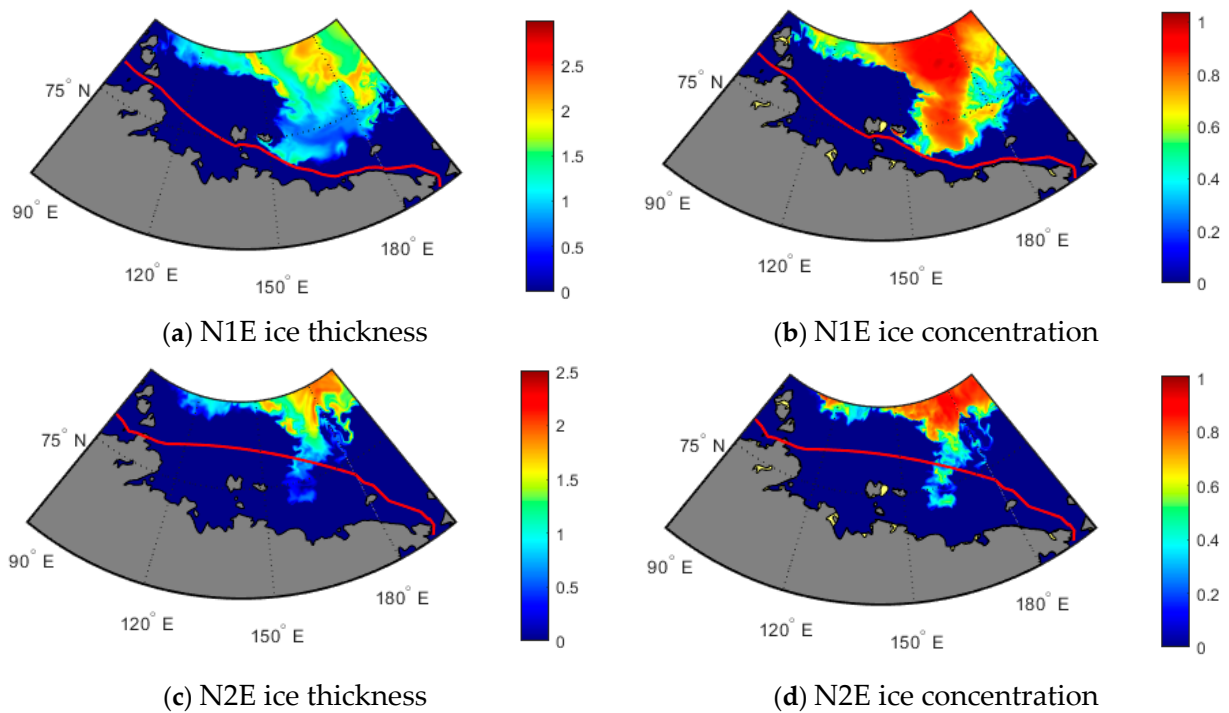 2.5
2
1.5
1
0.5
0
75° N
90° E
120° E
150° E
180° E
(a) N1E ice thickness
1
0.8
0.6
0.4
0.2
0
75° N
90° E
120° E
150° E
180° E
(b) N1E ice concentration
2.5
2
1.5
1
0.5
0
75° N
90° E
120° E
150° E
180° E
(c) N2E ice thickness
1
0.8
0.6
0.4
0.2
0
75° N
90° E
120° E
150° E
180° E
(d) N2E ice concentration